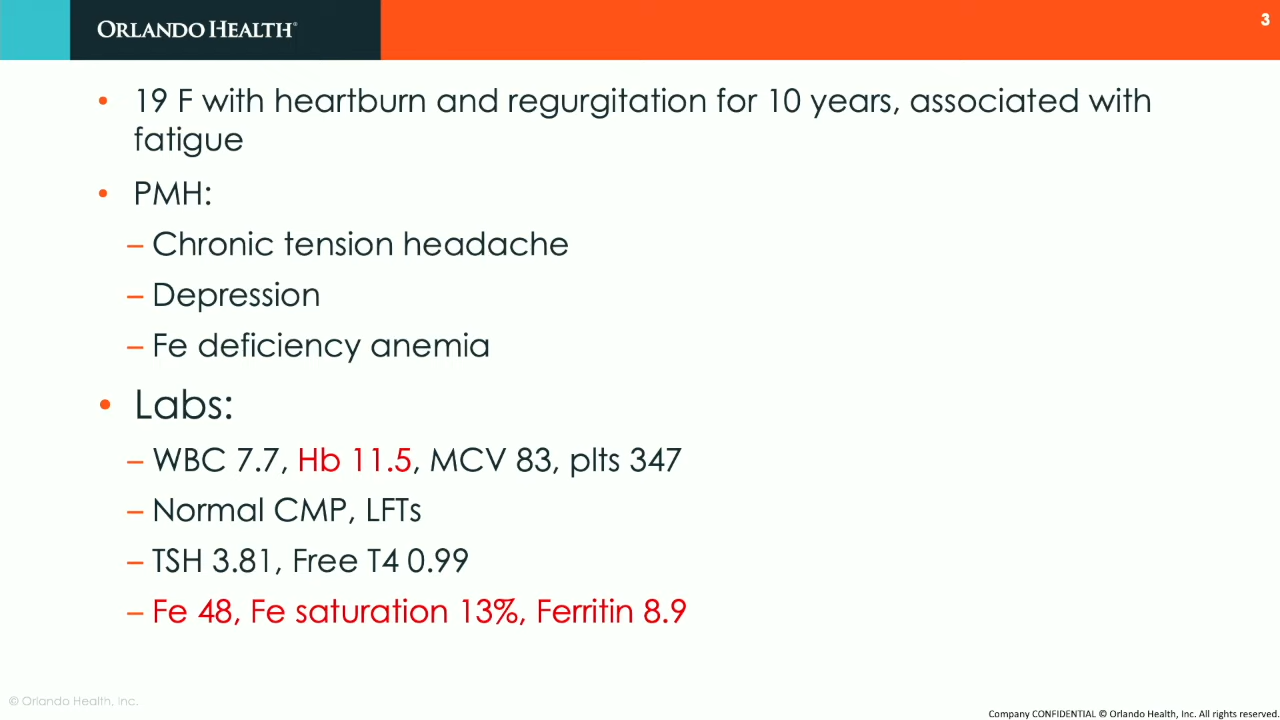 ORLANDO HEALTH®
3
• 19 F with heartburn and regurgitation for 10 years, associated with
fatigue
• PMH:
– Chronic tension headache
– Depression
– Fe deficiency anemia
• Labs:
– WBC 7.7, Hb 11.5, MCV 83, plts 347
– Normal CMP, LFTs
– TSH 3.81, Free T4 0.99
– Fe 48, Fe saturation 13%, Ferritin 8.9
© Orlando Health, Inc.
Company CONFIDENTIAL © Orlando Health, Inc. All rights reserved.